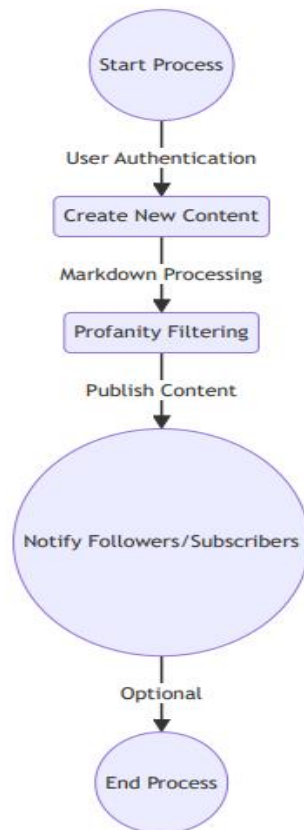 Start Process
User Authentication
Create New Content
Markdown Processing
Profanity Filtering
Publish Content
Notify Followers/Subscribers
Optional
End Process